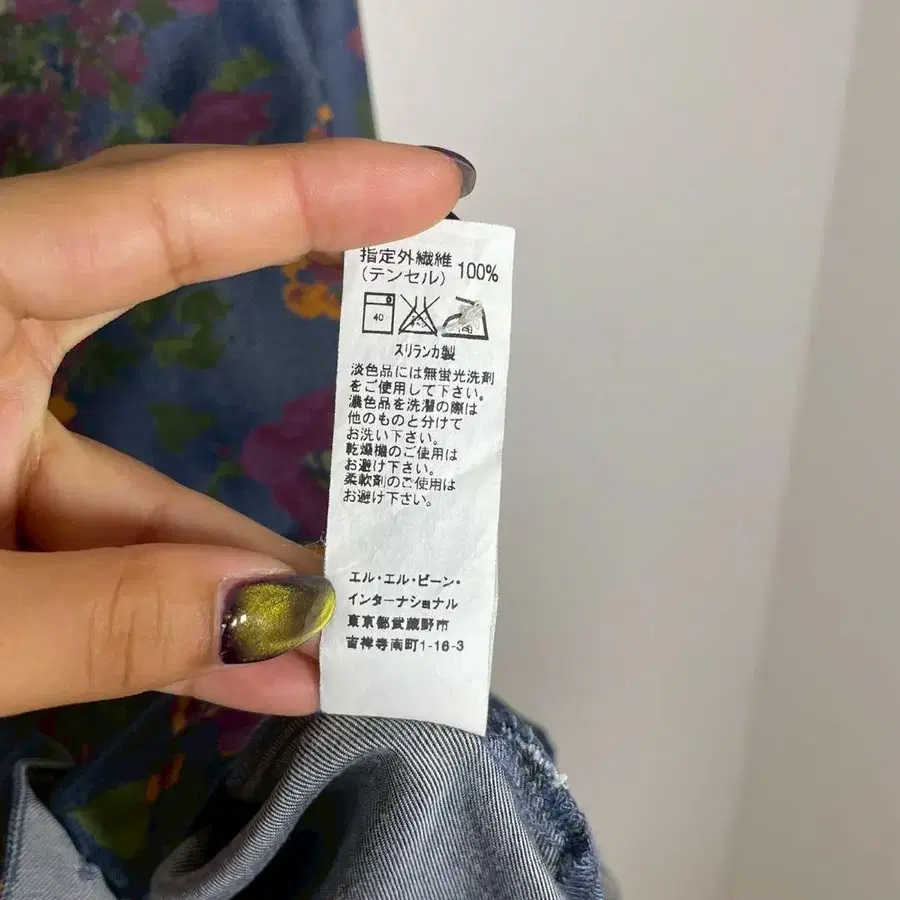 指定外繊維
(テンセル) 100%
40
スリランカ製
淡色品には無蛍光洗剤
をご使用して下さい。
濃色品を洗濯の際は
他のものと分けて
お洗い下さい。
乾燥機のご使用は
お避け下さい。
柔軟剤のご使用は
お避け下さい。
エル・エル・ビーン・
インターナショナル
東京都武蔵野市
吉祥寺南町1-16-3